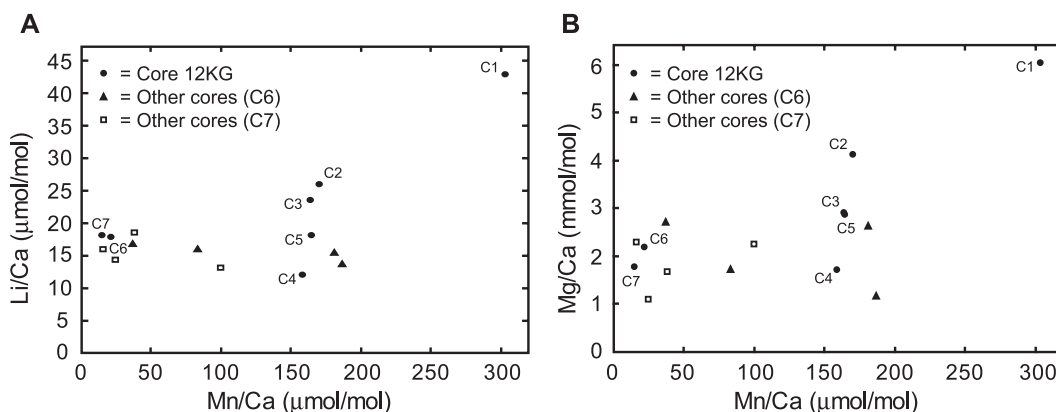 A
Li/Ca (μmol/mol)
45
40
35
30
25
20
15
10
5
0
● = Core 12KG
▲ = Other cores (C6)
□ = Other cores (C7)
C1
C2
C3
C7
C5
C6
C4
0 50 100 150 200 250 300
Mn/Ca (μmol/mol)
B
Mg/Ca (mmol/mol)
6
5
4
3
2
1
0
● = Core 12KG
▲ = Other cores (C6)
□ = Other cores (C7)
C1
C2
C3
C5
C6
C7
C4
0 50 100 150 200 250 300
Mn/Ca (μmol/mol)